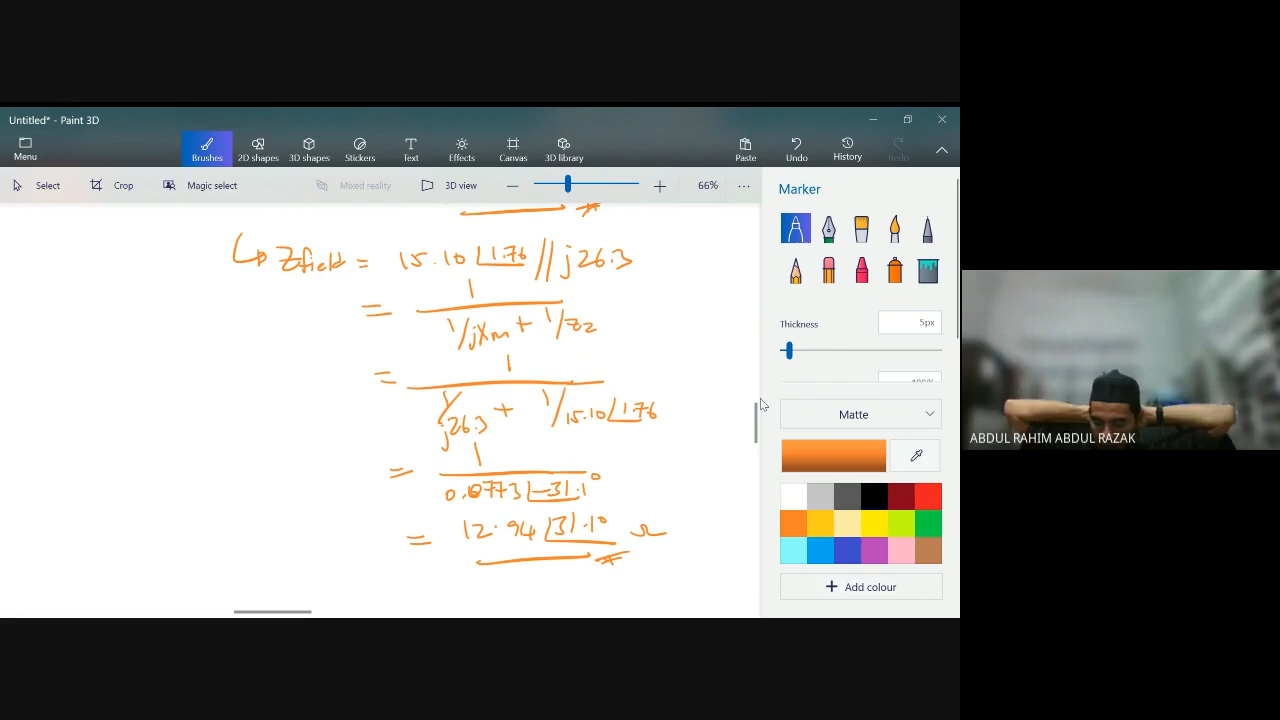 Untitled* - Paint 3D
Menu
Brushes
2D shapes
3D shapes
Stickers
Text
Effects
Canvas
3D library
Paste
Undo
History
Redo
Select
Crop
Magic select
Mixed reality
3D view
66%
Marker
Thickness
5px
Matte
Add colour
Zfield = 15.10∠1.76 // j26.3
= 1 / (1/jXm + 1/Z2)
= 1 / (1/j26.3 + 1/15.10∠1.76)
= 1 / 0.0773∠-31.1°
= 12.94∠31.1° Ω
ABDUL RAHIM ABDUL RAZAK